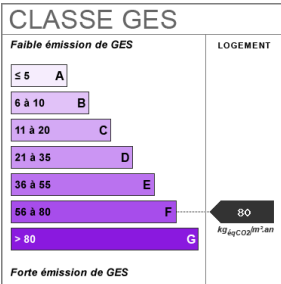 CLASSE GES
Faible émission de GES
LOGEMENT
≤ 5 A
6 à 10 B
11 à 20 C
21 à 35 D
36 à 55 E
56 à 80 F
80
> 80 G
kgéqCO2/m².an
Forte émission de GES